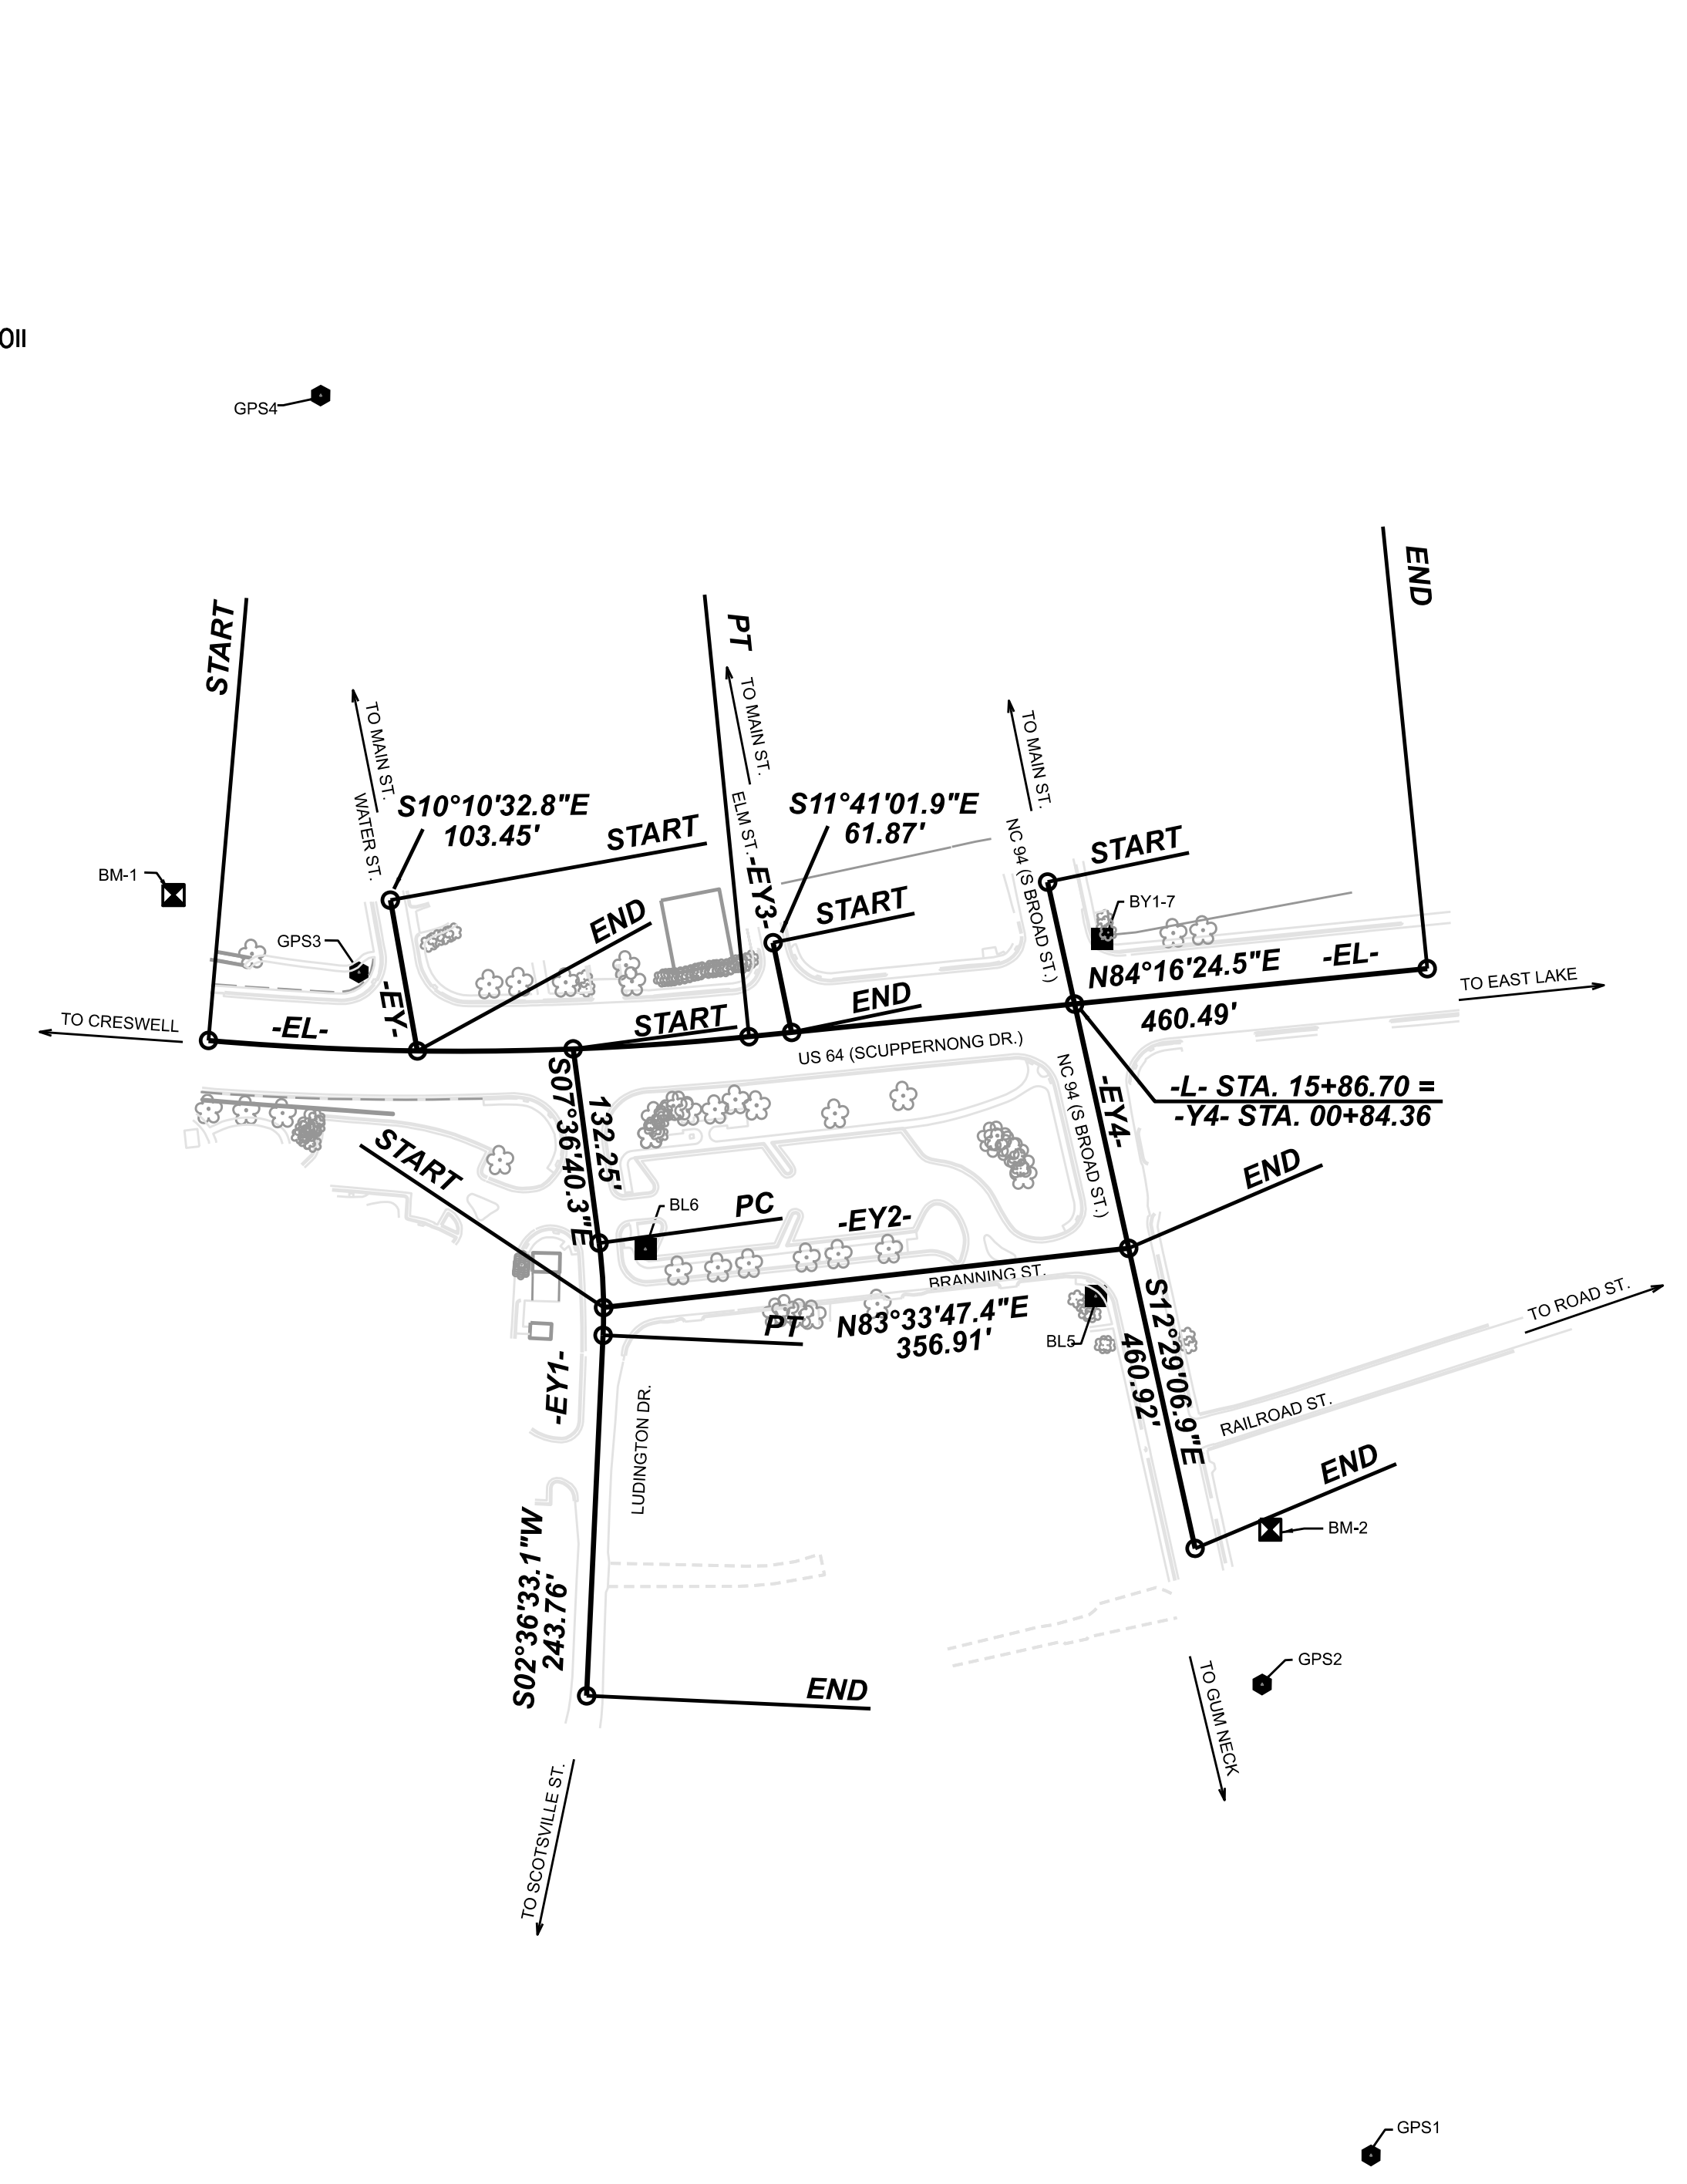 OII
GPS4
START
PT
END
TO MAIN ST.
TO MAIN ST.
TO MAIN ST.
WATER ST.
S10°10'32.8"E
103.45'
START
ELM ST.
-EY3-
S11°41'01.9"E
61.87'
START
NC 94 (S BROAD ST.)
START
BM-1
BY1-7
GPS3
END
-EY-
N84°16'24.5"E
-EL-
460.49'
TO EAST LAKE
TO CRESWELL
-EL-
START
END
US 64 (SCUPPERNONG DR.)
S07°36'40.3"E
132.25'
NC 94 (S BROAD ST.)
-EY4-
-L- STA. 15+86.70 =
-Y4- STA. 00+84.36
START
BL6
PC
-EY2-
END
BRANNING ST.
PT
N83°33'47.4"E
356.91'
BL5
S12°29'06.9"E
460.92'
TO ROAD ST.
RAILROAD ST.
-EY1-
LUDINGTON DR.
END
BM-2
S02°36'33.1"W
243.76'
END
GPS2
TO GUM NECK
TO SCOTSVILLE ST.
GPS1